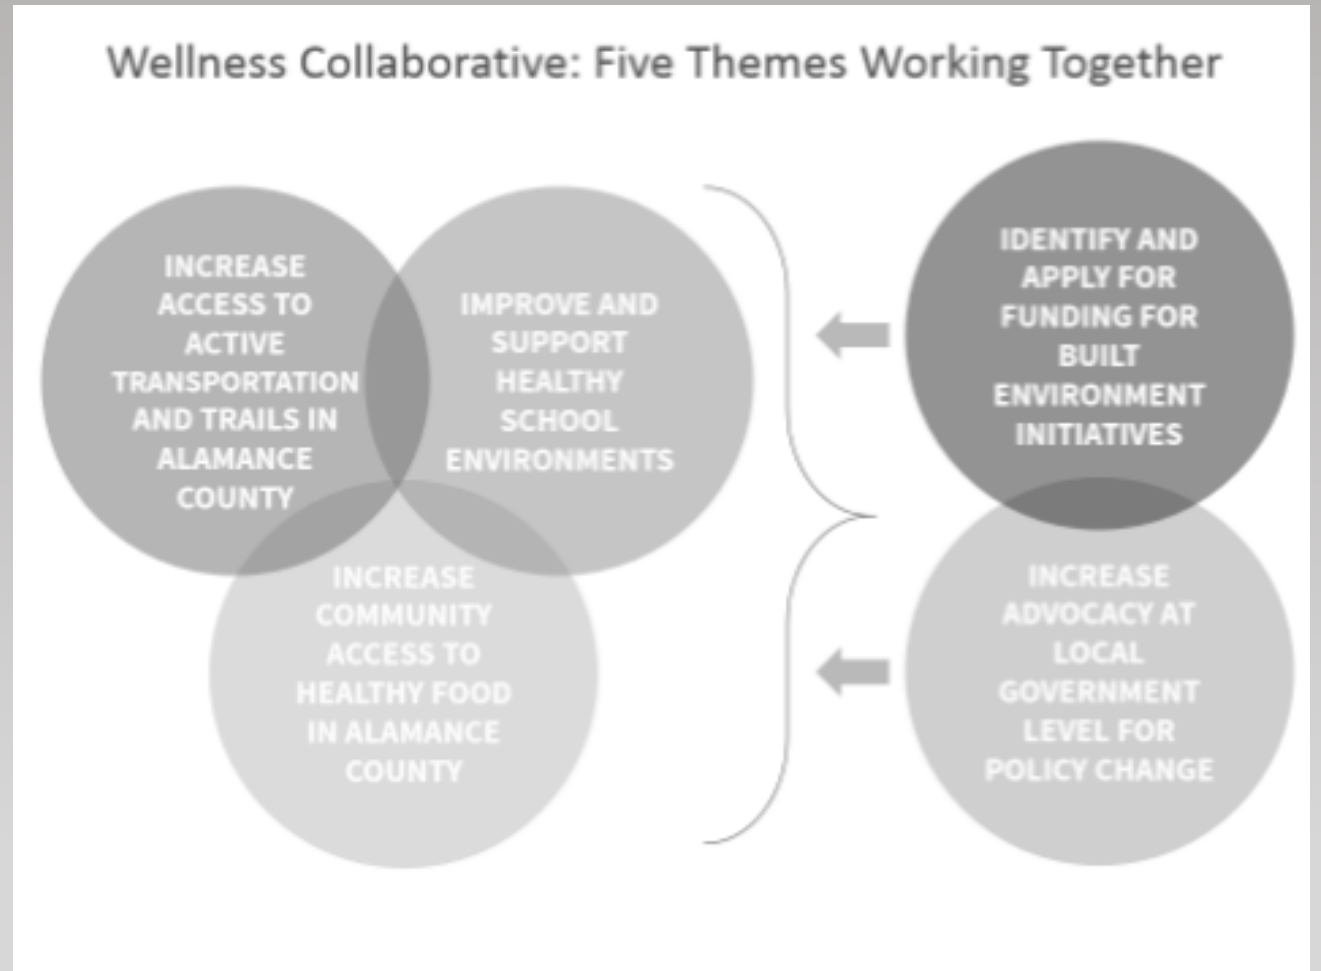 Wellness Collaborative: Five Themes Working Together
INCREASE
ACCESS TO
ACTIVE
TRANSPORTATION
AND TRAILS IN
ALAMANCE
COUNTY
IMPROVE AND
SUPPORT
HEALTHY
SCHOOL
ENVIRONMENTS
INCREASE
COMMUNITY
ACCESS TO
HEALTHY FOOD
IN ALAMANCE
COUNTY
IDENTIFY AND
APPLY FOR
FUNDING FOR
BUILT
ENVIRONMENT
INITIATIVES
INCREASE
ADVOCACY AT
LOCAL
GOVERNMENT
LEVEL FOR
POLICY CHANGE